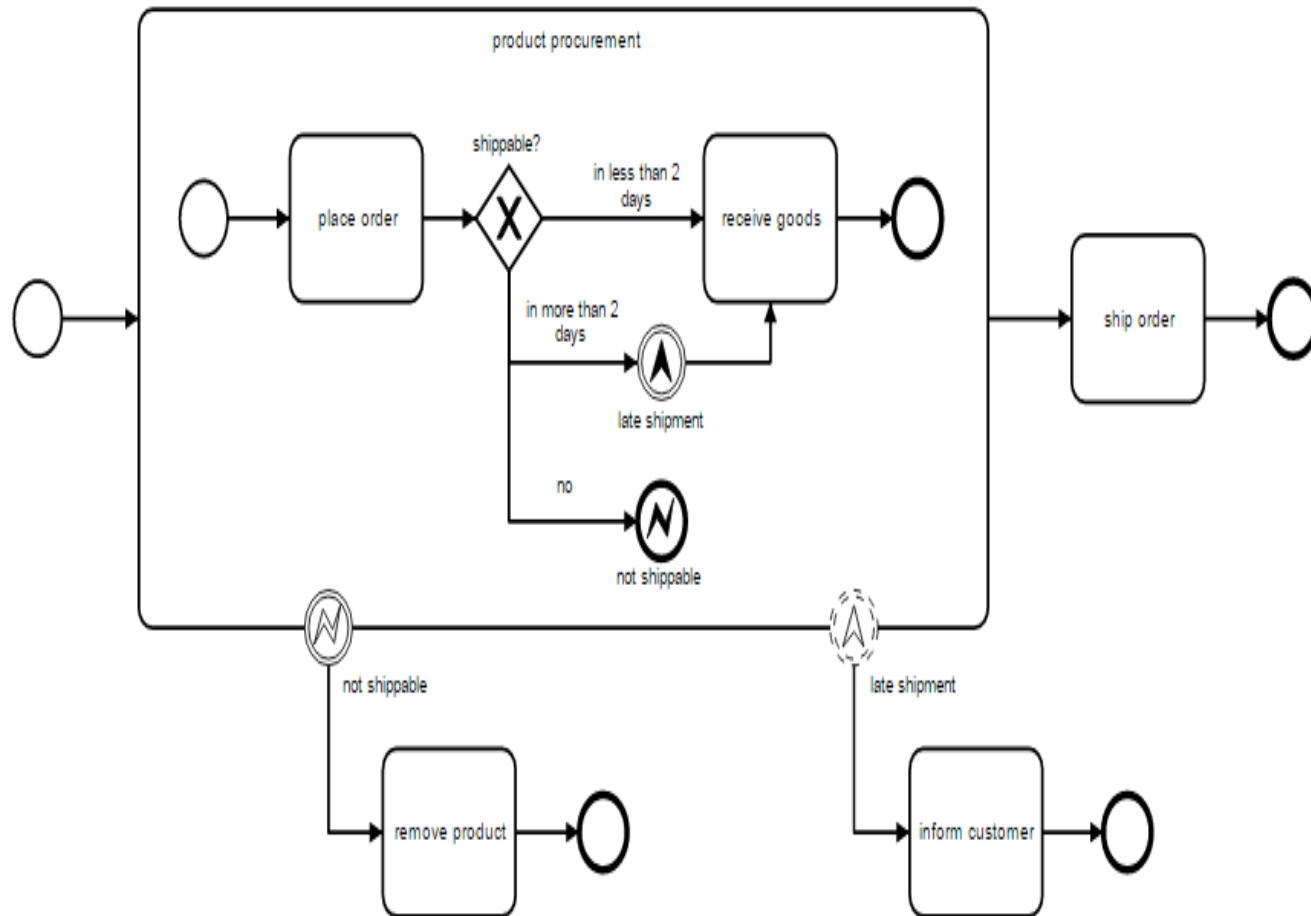 product procurement
shippable?
in less than 2
days
place order
receive goods
in more than 2
days
ship order
late shipment
no
not shippable
not shippable
late shipment
remove product
inform customer